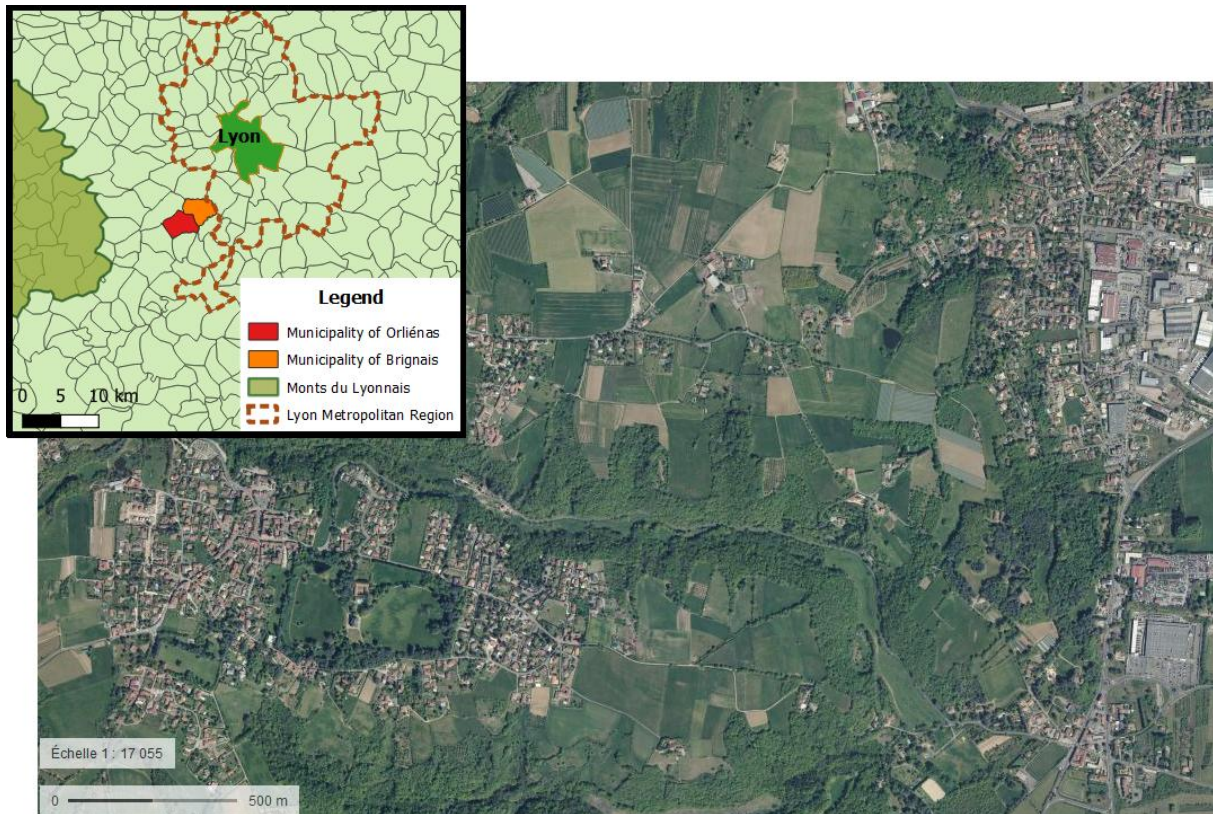 Lyon
Legend
Municipality of Orliénas
Municipality of Brignais
Monts du Lyonnais
Lyon Metropolitan Region
0 5 10 km
Échelle 1 : 17 055
0 500 m